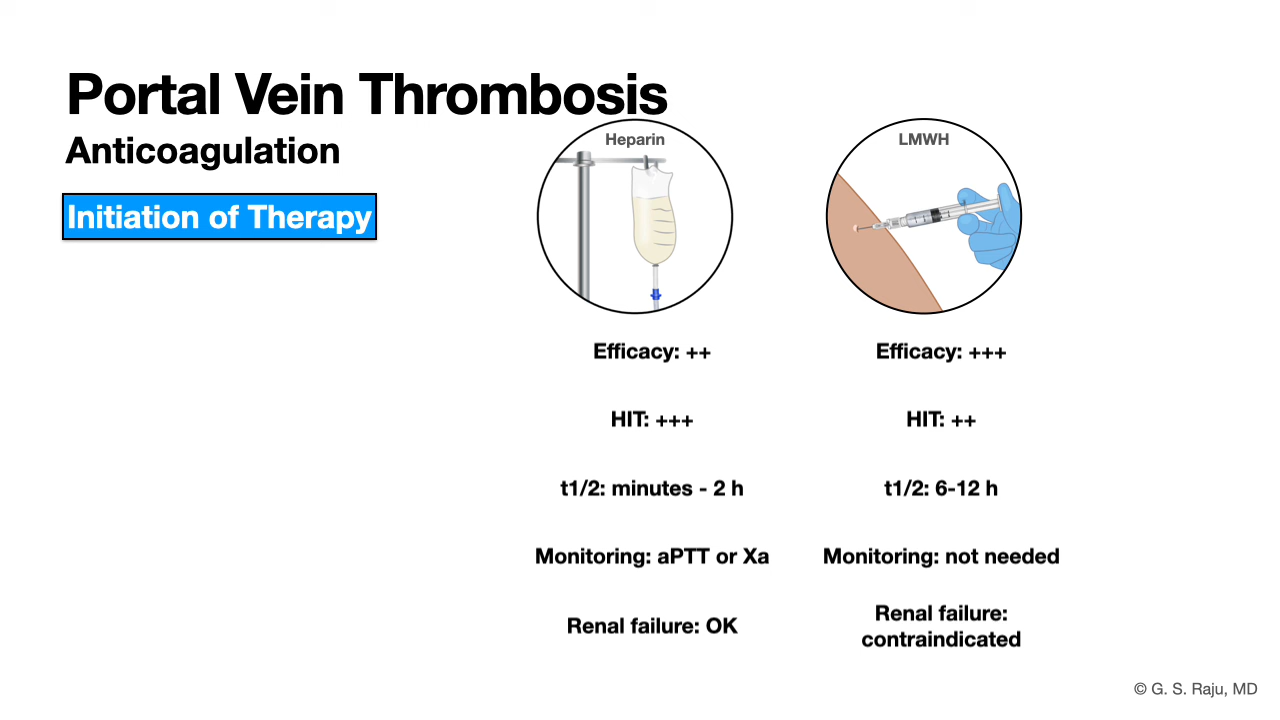 Portal Vein Thrombosis
Anticoagulation
Initiation of Therapy
Heparin
LMWH
Efficacy: ++
Efficacy: +++
HIT: +++
HIT: ++
t1/2: minutes - 2 h
t1/2: 6-12 h
Monitoring: aPTT or Xa
Monitoring: not needed
Renal failure: OK
Renal failure:
contraindicated
© G. S. Raju, MD